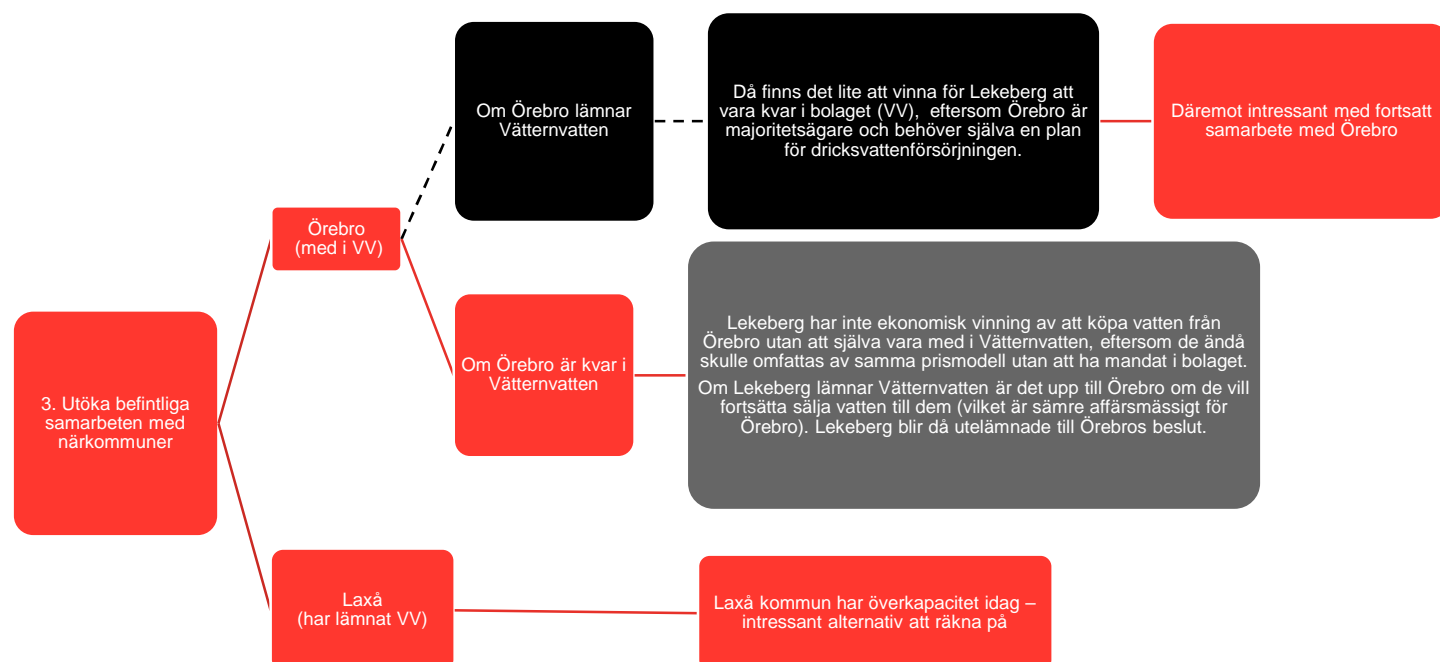 3. Utöka befintliga
samarbeten med
närkommuner
Örebro
(med i VV)
Om Örebro lämnar
Vätternvatten
Då finns det lite att vinna för Lekeberg att
vara kvar i bolaget (VV), eftersom Örebro är
majoritetsägare och behöver själva en plan
för dricksvattenförsörjningen.
Däremot intressant med fortsatt
samarbete med Örebro
Om Örebro är kvar i
Vätternvatten
Lekeberg har inte ekonomisk vinning av att köpa vatten från
Örebro utan att själva vara med i Vätternvatten, eftersom de ändå
skulle omfattas av samma prismodell utan att ha mandat i bolaget.
Om Lekeberg lämnar Vätternvatten är det upp till Örebro om de vill
fortsätta sälja vatten till dem (vilket är sämre affärsmässigt för
Örebro). Lekeberg blir då utelämnade till Örebros beslut.
Laxå
(har lämnat VV)
Laxå kommun har överkapacitet idag –
intressant alternativ att räkna på